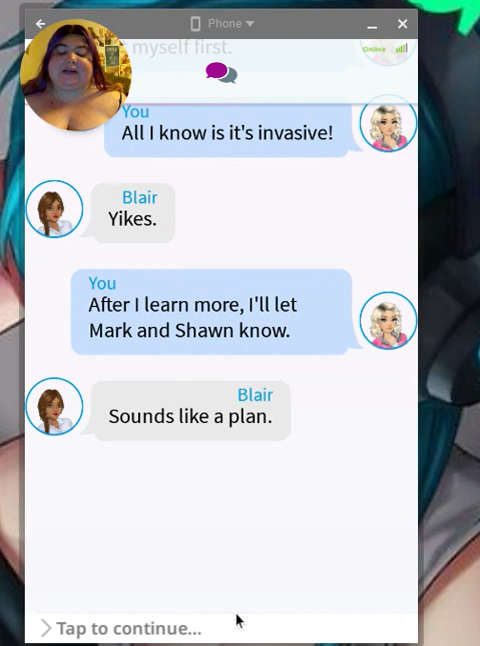 Phone
myself first.
Online
You
All I know is it's invasive!
Blair
Yikes.
You
After I learn more, I'll let
Mark and Shawn know.
Blair
Sounds like a plan.
Tap to continue...